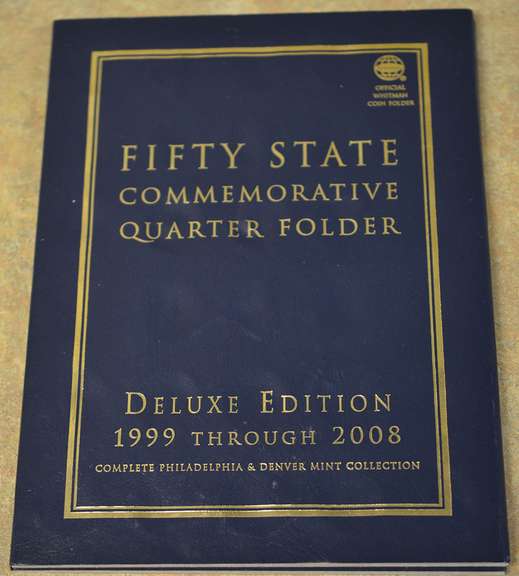 OFFICIAL
WHITMAN
COIN FOLDER
FIFTY STATE
COMMEMORATIVE
QUARTER FOLDER
DELUXE EDITION
1999 THROUGH 2008
COMPLETE PHILADELPHIA & DENVER MINT COLLECTION